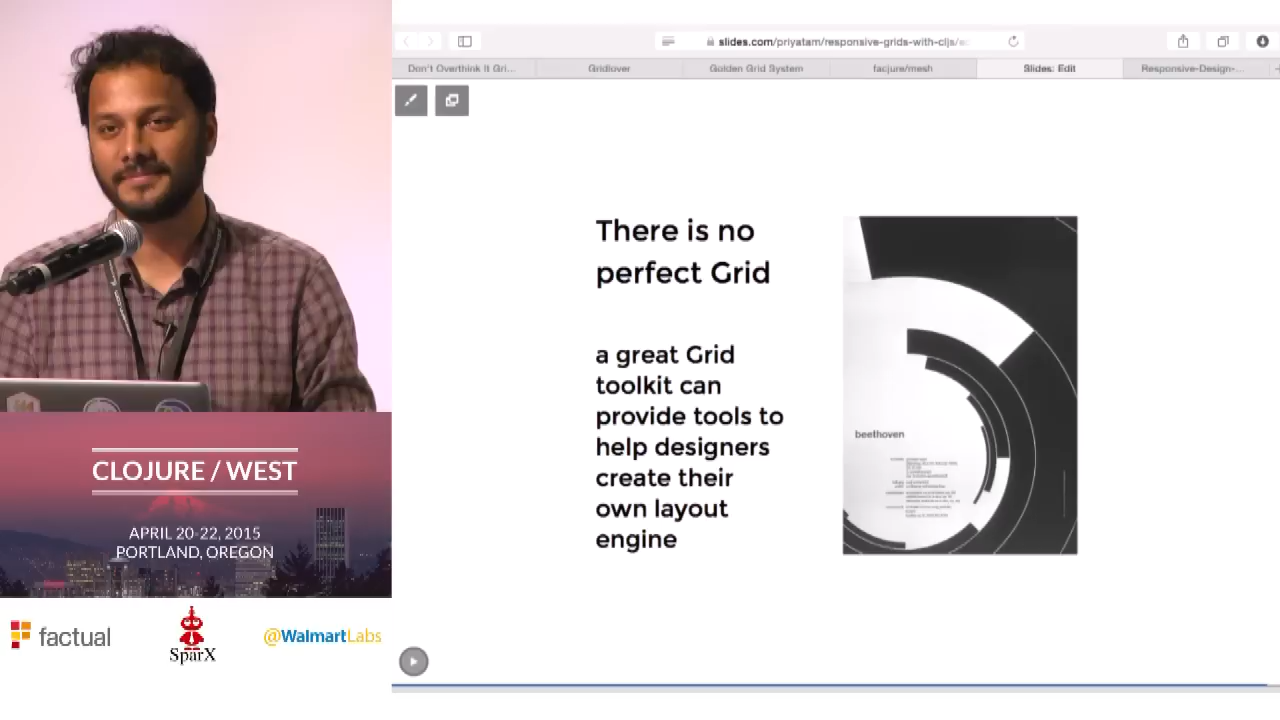 slides.com/priyatam/responsive-grids-with-cljs/
Don't Overthink It Gri...
Gridlover
Golden Grid System
facjure/mesh
Slides: Edit
Responsive-Design-...
There is no
perfect Grid
a great Grid
toolkit can
provide tools to
help designers
create their
own layout
engine
beethoven
CLOJURE / WEST
APRIL 20-22, 2015
PORTLAND, OREGON
factual
SparX
@WalmartLabs